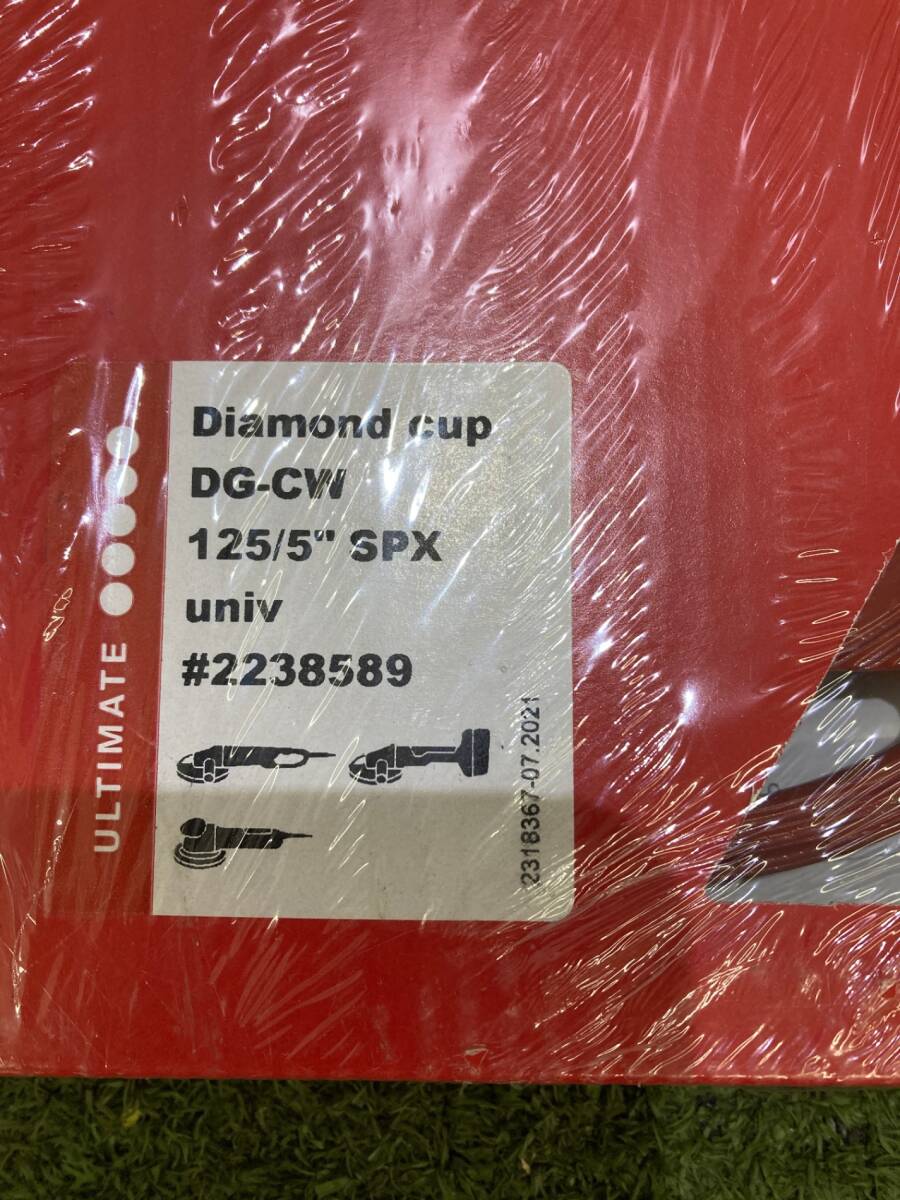 Diamond cup
DG-CW
125/5" SPX
univ
#2238589
ULTIMATE
2318367-07.2021